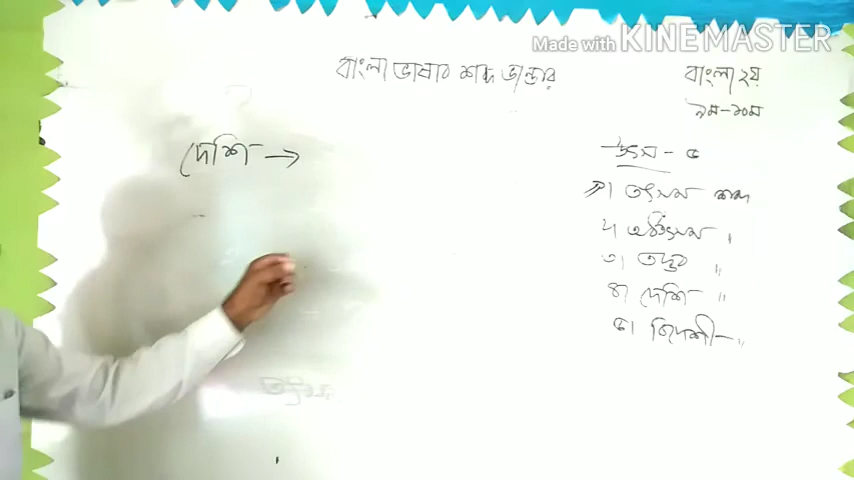 Made with KINEMASTER
বাংলা ভাষার শব্দ ভান্ডার
বাংলা ২য়
৯ম-১০ম
দেশি →
উৎস - ৫
১। তৎসম শব্দ
২। অর্ধতৎসম "
৩। তদ্ভব "
৪। দেশি "
৫। বিদেশী "